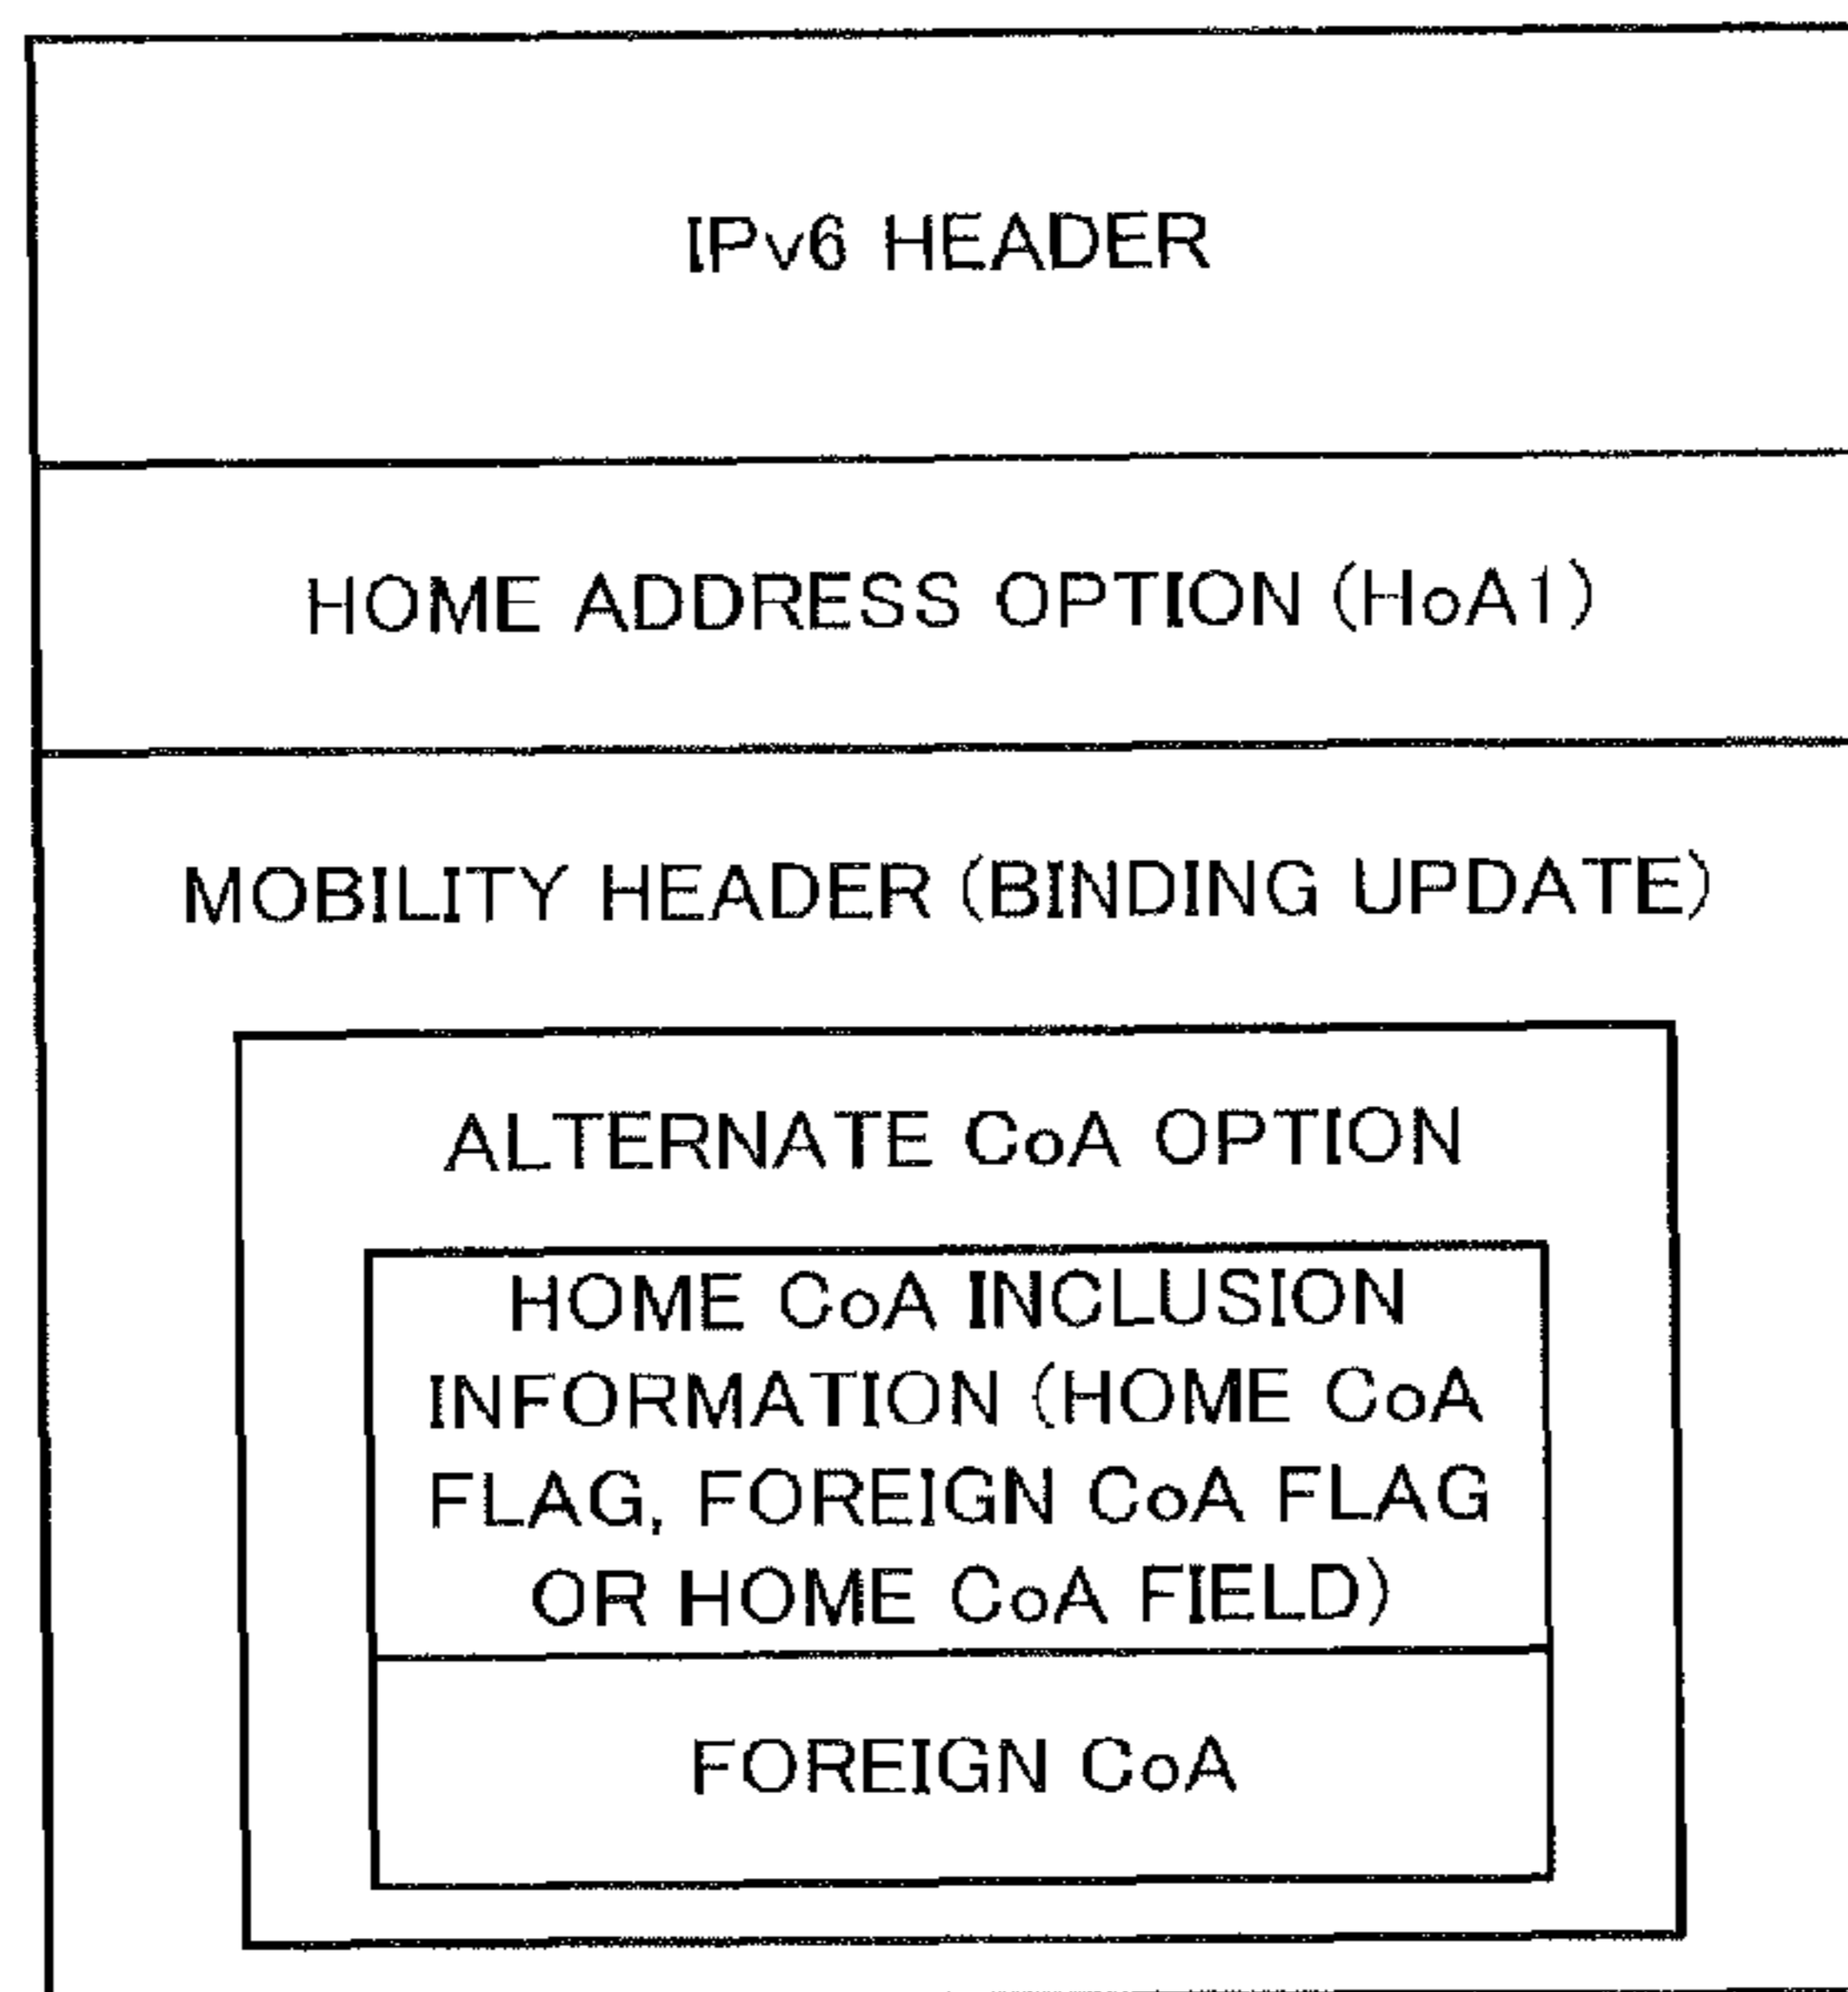 IPv6 HEADER
HOME ADDRESS OPTION (HoA1)
MOBILITY HEADER (BINDING UPDATE)
ALTERNATE CoA OPTION
HOME CoA INCLUSION
INFORMATION (HOME CoA
FLAG, FOREIGN CoA FLAG
OR HOME CoA FIELD)
FOREIGN CoA